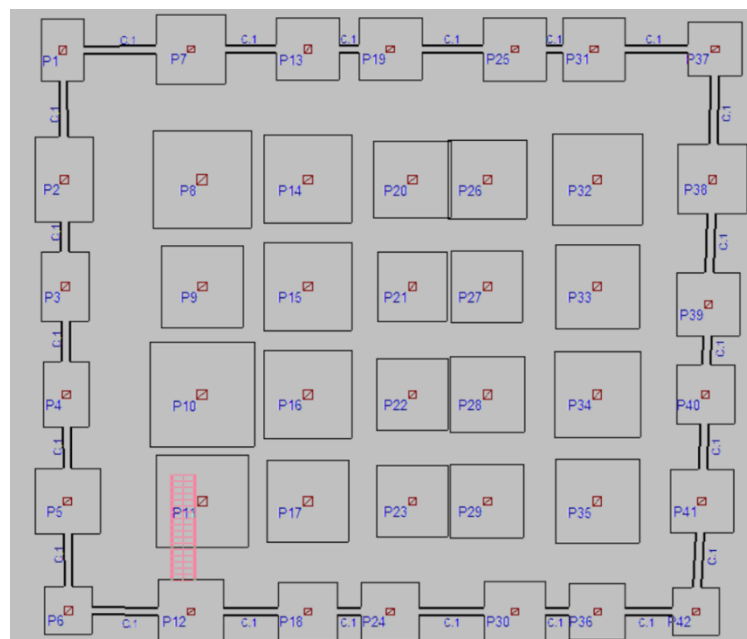 C.1 C.1 C.1 C.1 C.1 C.1
P1 P7 P13 P19 P25 P31 P37
C.1 C.1
P2 P8 P14 P20 P26 P32 P38
C.1 C.1
P3 P9 P15 P21 P27 P33 P39
C.1 C.1
P4 P10 P16 P22 P28 P34 P40
C.1 C.1
P5 P11 P17 P23 P29 P35 P41
C.1 C.1
P6 P12 P18 P24 P30 P36 P42
C.1 C.1 C.1 C.1 C.1 C.1